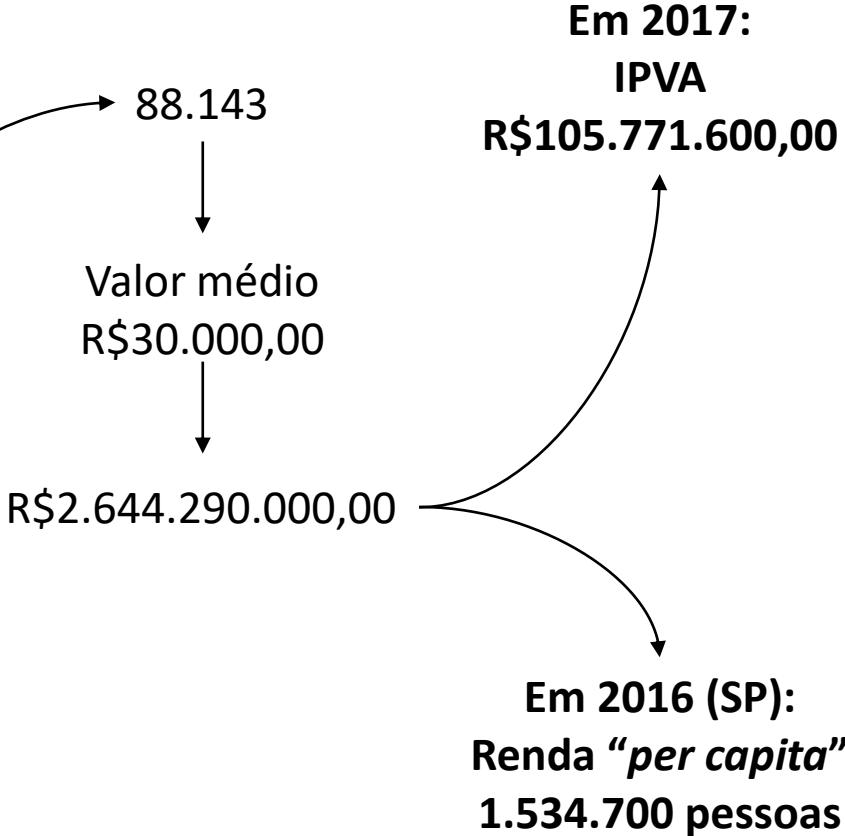 Em 2017:
IPVA
R$105.771.600,00
88.143
Valor médio
R$30.000,00
R$2.644.290.000,00
Em 2016 (SP):
Renda “per capita”
1.534.700 pessoas